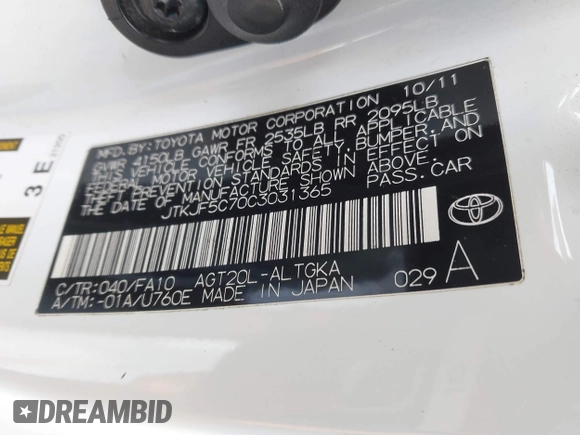 MFD.BY:TOYOTA MOTOR CORPORATION 10/11
GVWR 4150LB GAWR FR 2535LB RR 2095LB
THIS VEHICLE CONFORMS TO ALL APPLICABLE
FEDERAL MOTOR VEHICLE SAFETY, BUMPER, AND
THEFT PREVENTION STANDARDS IN EFFECT ON
THE DATE OF MANUFACTURE SHOWN ABOVE.
JTKJF5C70C3031365 PASS.CAR
C/TR:040/FA10 AGT20L-ALTGKA
A/TM:-01A/U760E MADE IN JAPAN 029 A
3 E
DREAMBID